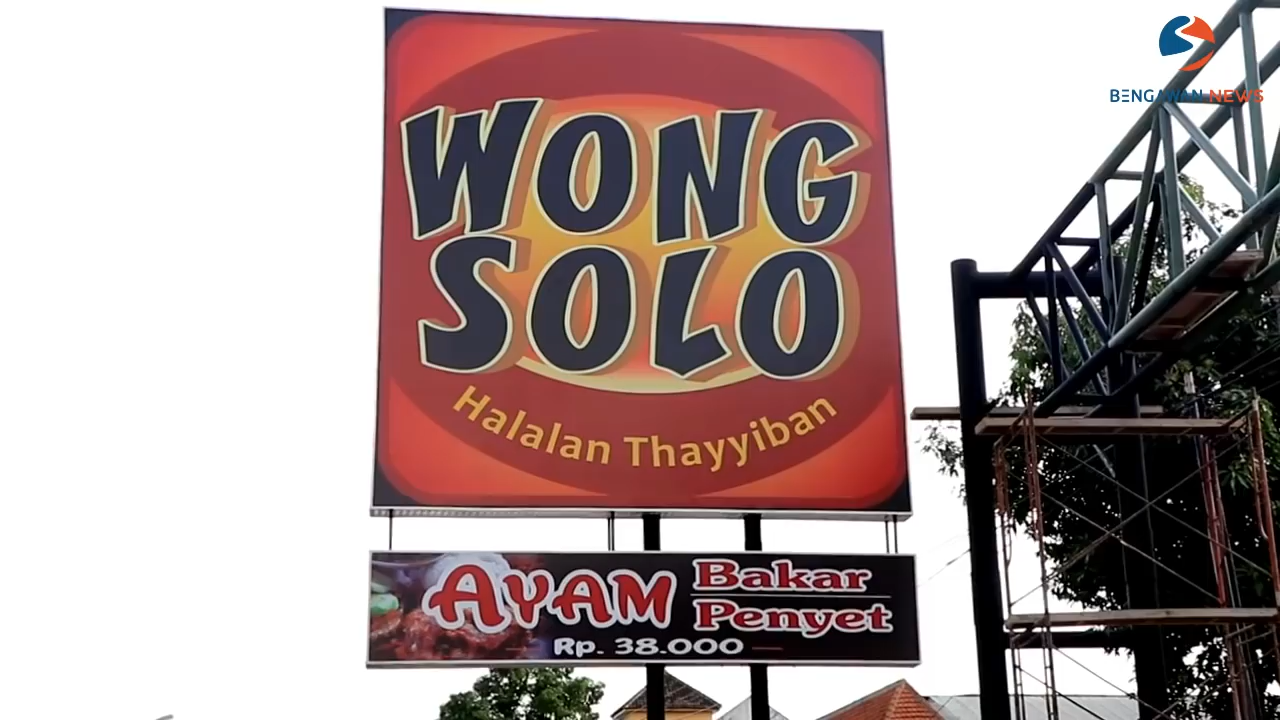 BENGAWAN NEWS
WONG
SOLO
Halalan Thayyiban
AYAM Bakar
Penyet
Rp. 38.000